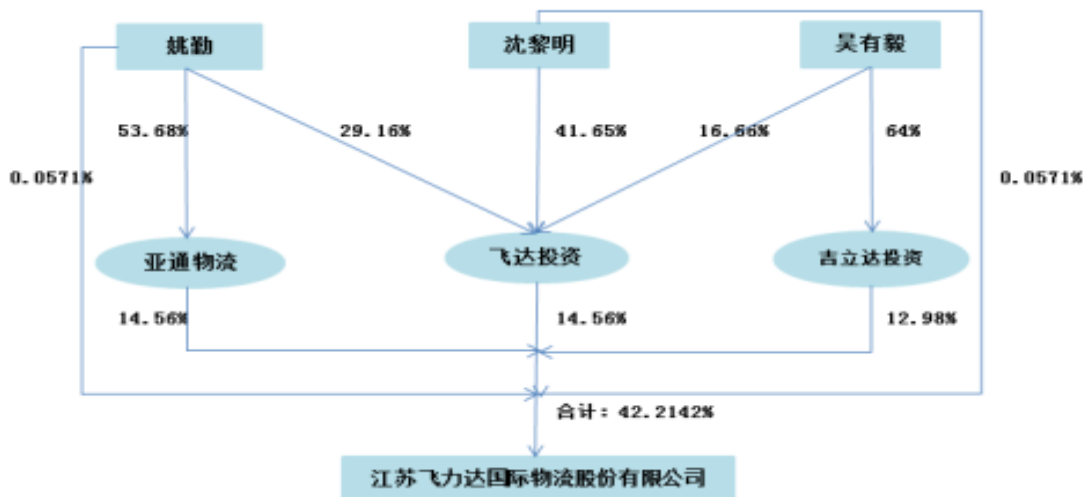 姚勤
沈黎明
吴有毅
53.68%
29.16%
41.65%
16.66%
64%
0.0571%
0.0571%
亚通物流
飞达投资
吉立达投资
14.56%
14.56%
12.98%
合计：42.2142%
江苏飞力达国际物流股份有限公司